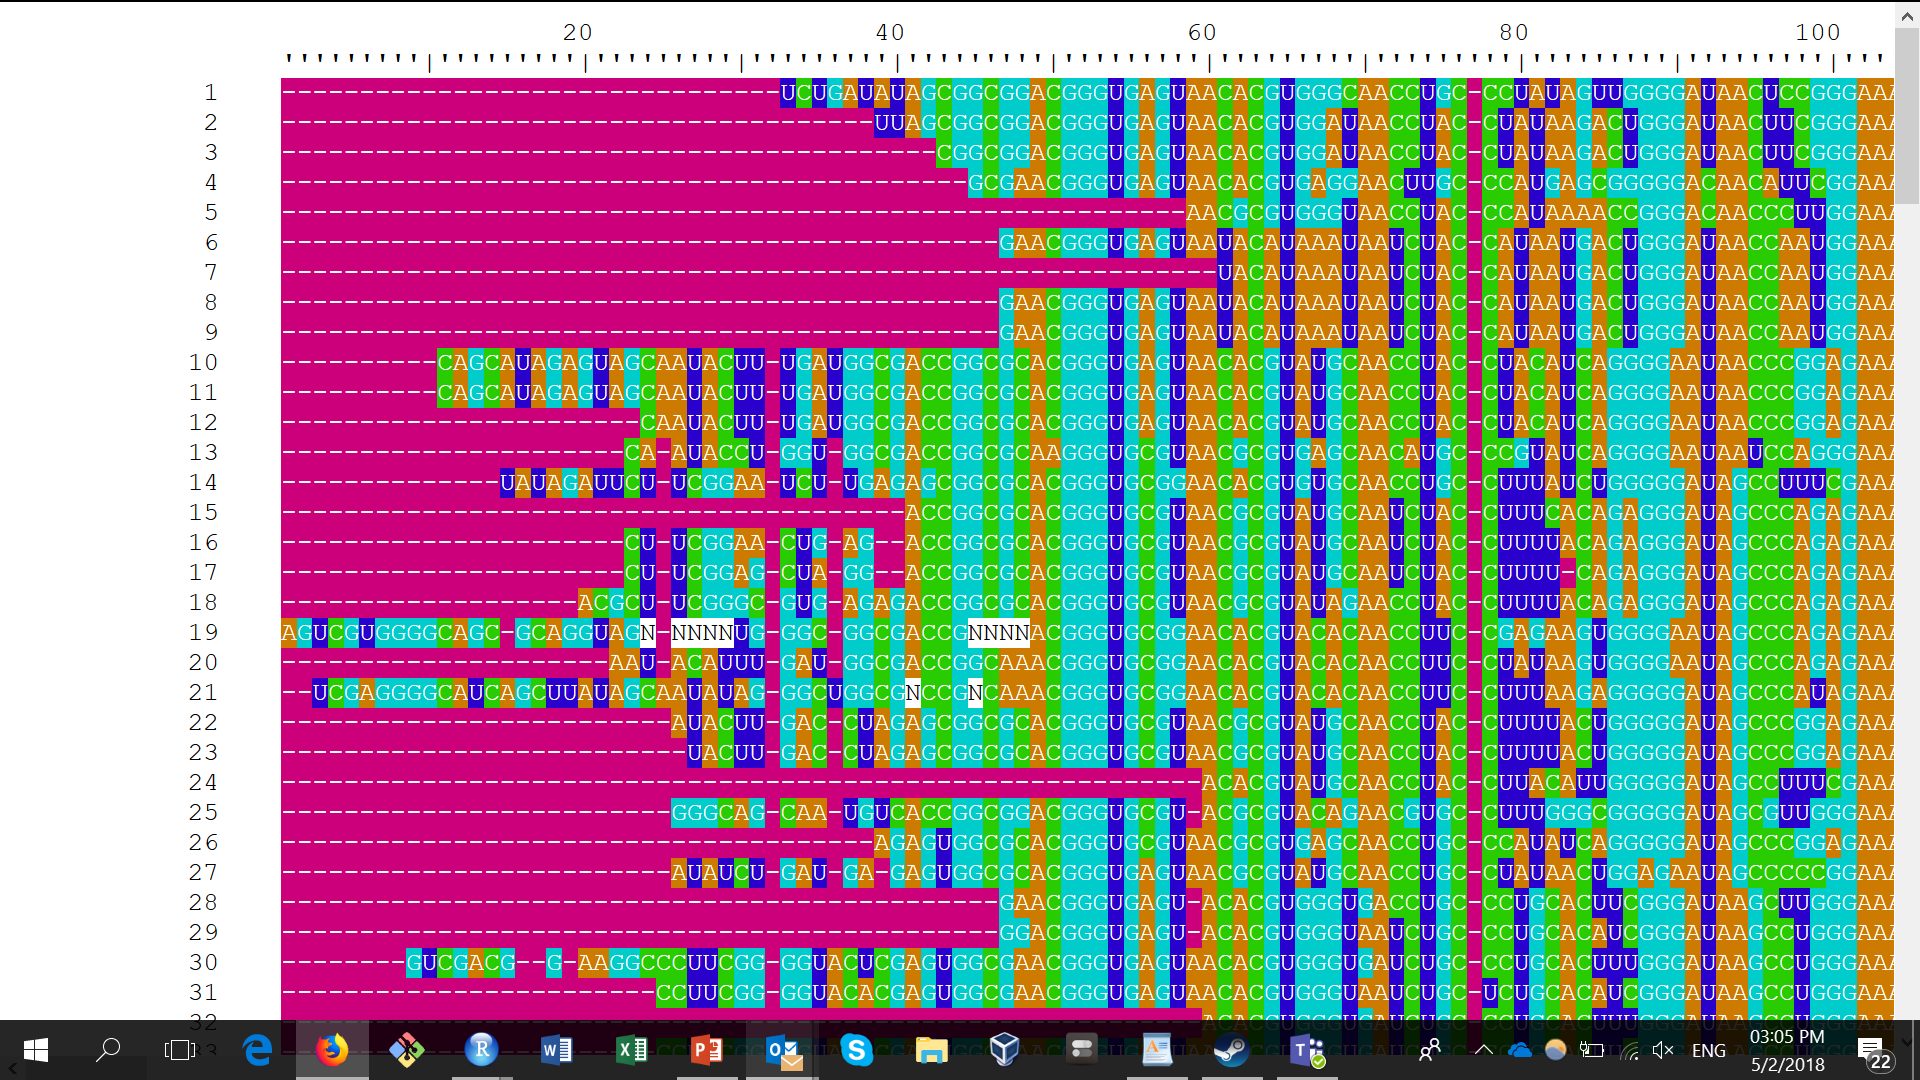 20 40 60 80 100
1 --------------------------------UCUGAUAUAGCGGCGGACGGGUGAGUAACACGUGGGCAACCUGC-CCUAUAGUUGGGGAUAACUCCGGGAAA
2 --------------------------------------UUAGCGGCGGACGGGUGAGUAACACGUGGAUAACCUAC-CUAUAAGACUGGGAUAACUUCGGGAAA
3 ------------------------------------------CGGCGGACGGGUGAGUAACACGUGGAUAACCUAC-CUAUAAGACUGGGAUAACUUCGGGAAA
4 --------------------------------------------GCGAACGGGUGAGUAACACGUGAGGAACUUGC-CCAUGAGCGGGGGACAACAUUCGGAAA
5 ----------------------------------------------------------AACGCGUGGGUAACCUAC-CCAUAAAACCGGGACAACCCUUGGAAA
6 ----------------------------------------------GAACGGGUGAGUAAUACAUAAAUAAUCUAC-CAUAAUGACUGGGAUAACCAAUGGAAA
7 ------------------------------------------------------------UACAUAAAUAAUCUAC-CAUAAUGACUGGGAUAACCAAUGGAAA
8 ----------------------------------------------GAACGGGUGAGUAAUACAUAAAUAAUCUAC-CAUAAUGACUGGGAUAACCAAUGGAAA
9 ----------------------------------------------GAACGGGUGAGUAAUACAUAAAUAAUCUAC-CAUAAUGACUGGGAUAACCAAUGGAAA
10 ----------CAGCAUAGAGUAGCAAUACUU-UGAUGGCGACCGGCGCACGGGUGAGUAACACGUAUGCAACCUAC-CUACAUCAGGGGAAUAACCCGGAGAAA
11 ----------CAGCAUAGAGUAGCAAUACUU-UGAUGGCGACCGGCGCACGGGUGAGUAACACGUAUGCAACCUAC-CUACAUCAGGGGAAUAACCCGGAGAAA
12 -----------------------CAAUACUU-UGAUGGCGACCGGCGCACGGGUGAGUAACACGUAUGCAACCUAC-CUACAUCAGGGGAAUAACCCGGAGAAA
13 ----------------------CA-AUACCU-GGU-GGCGACCGGCGCAAGGGUGCGUAACGCGUGAGCAACAUGC-CCGUAUCAGGGGAAUAAUCCAGGGAAA
14 --------------UAUAGAUUCU-UCGGAA-UCU-UGAGAGCGGCGCACGGGUGCGGAACACGUGUGCAACCUGC-CUUUAUCUGGGGGAUAGCCUUUCGAAA
15 ----------------------------------------ACCGGCGCACGGGUGCGUAACGCGUAUGCAAUCUAC-CUUUCACAGAGGGAUAGCCCAGAGAAA
16 ----------------------CU-UCGGAA-CUG-AG--ACCGGCGCACGGGUGCGUAACGCGUAUGCAAUCUAC-CUUUUACAGAGGGAUAGCCCAGAGAAA
17 ----------------------CU-UCGGAG-CUA-GG--ACCGGCGCACGGGUGCGUAACGCGUAUGCAAUCUAC-CUUUU-CAGAGGGAUAGCCCAGAGAAA
18 -------------------ACGCU-UCGGGC-GUG-AGAGACCGGCGCACGGGUGCGUAACGCGUAUAGAACCUAC-CUUUUACAGAGGGAUAGCCCAGAGAAA
19 AGUCGUGGGGCAGC-GCAGGUAGN-NNNNUG-GGC-GGCGACCGNNNNACGGGUGCGGAACACGUACACAACCUUC-CGAGAAGUGGGGAAUAGCCCAGAGAAA
20 ---------------------AAU-ACAUUU-GAU-GGCGACCGGCAAACGGGUGCGGAACACGUACACAACCUUC-CUAUAAGUGGGGAAUAGCCCAGAGAAA
21 --UCGAGGGGCAUCAGCUUAUAGCAAUAUAG-GGCUGGCGNCCGNCAAACGGGUGCGGAACACGUACACAACCUUC-CUUUAAGAGGGGGAUAGCCCAUAGAAA
22 -------------------------AUACUU-GAC-CUAGAGCGGCGCACGGGUGCGUAACGCGUAUGCAACCUAC-CUUUUACUGGGGGAUAGCCCGGAGAAA
23 --------------------------UACUU-GAC-CUAGAGCGGCGCACGGGUGCGUAACGCGUAUGCAACCUAC-CUUUUACUGGGGGAUAGCCCGGAGAAA
24 -----------------------------------------------------------ACACGUAUGCAACCUAC-CUUACAUUGGGGGAUAGCCUUUCGAAA
25 -------------------------GGGCAG-CAA-UGUCACCGGCGGACGGGUGCGU-ACGCGUACAGAACGUGC-CUUUGGGCGGGGGAUAGCGUUGGGAAA
26 --------------------------------------AGAGUGGCGCACGGGUGCGUAACGCGUGAGCAACCUGC-CCAUAUCAGGGGGAUAGCCCGGAGAAA
27 -------------------------AUAUCU-GAU-GA-GAGUGGCGCACGGGUGAGUAACGCGUAUGCAACCUGC-CUAUAACUGGAGAAUAGCCCCCGGAAA
28 ----------------------------------------------GAACGGGUGAGU-ACACGUGGGUGACCUGC-CCUGCACUUCGGGAUAAGCUUGGGAAA
29 ----------------------------------------------GGACGGGUGAGU-ACACGUGGGUAAUCUGC-CCUGCACAUCGGGAUAAGCCUGGGAAA
30 --------GUCGACG--G-AAGGCCCUUCGG-GGUACUCGAGUGGCGAACGGGUGAGUAACACGUGGGUGAUCUGC-CCUGCACUUUGGGAUAAGCCUGGGAAA
31 ------------------------CCUUCGG-GGUACACGAGUGGCGAACGGGUGAGUAACACGUGGGUAAUCUGC-UCUGCACAUCGGGAUAAGCCUGGGAAA
32
ENG
03:05 PM
5/2/2018
22